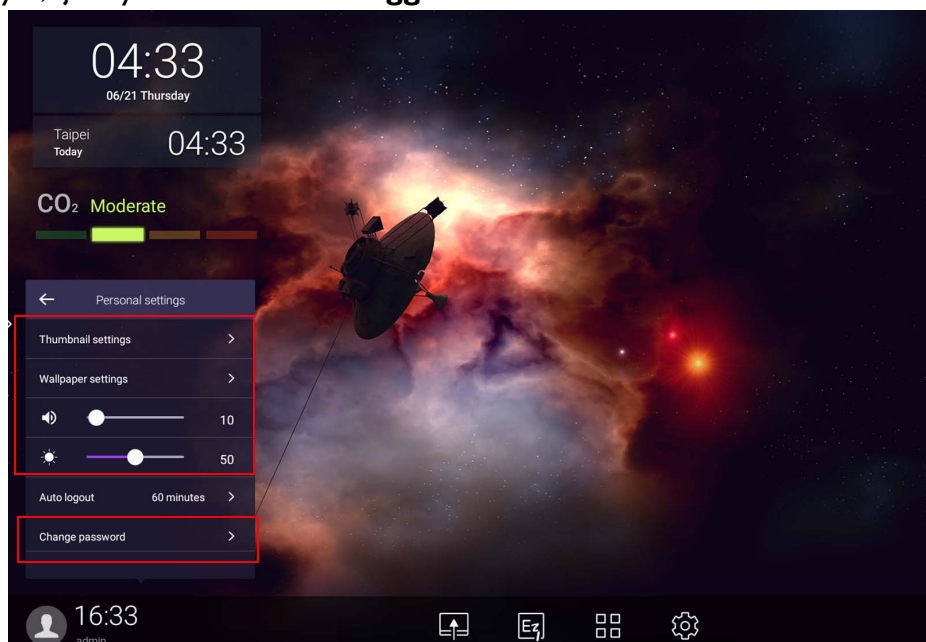 gg
04:33
06/21 Thursday
Taipei
Today
04:33
CO₂ Moderate
Personal settings
Thumbnail settings
Wallpaper settings
10
50
Auto logout 60 minutes
Change password
16:33
admin